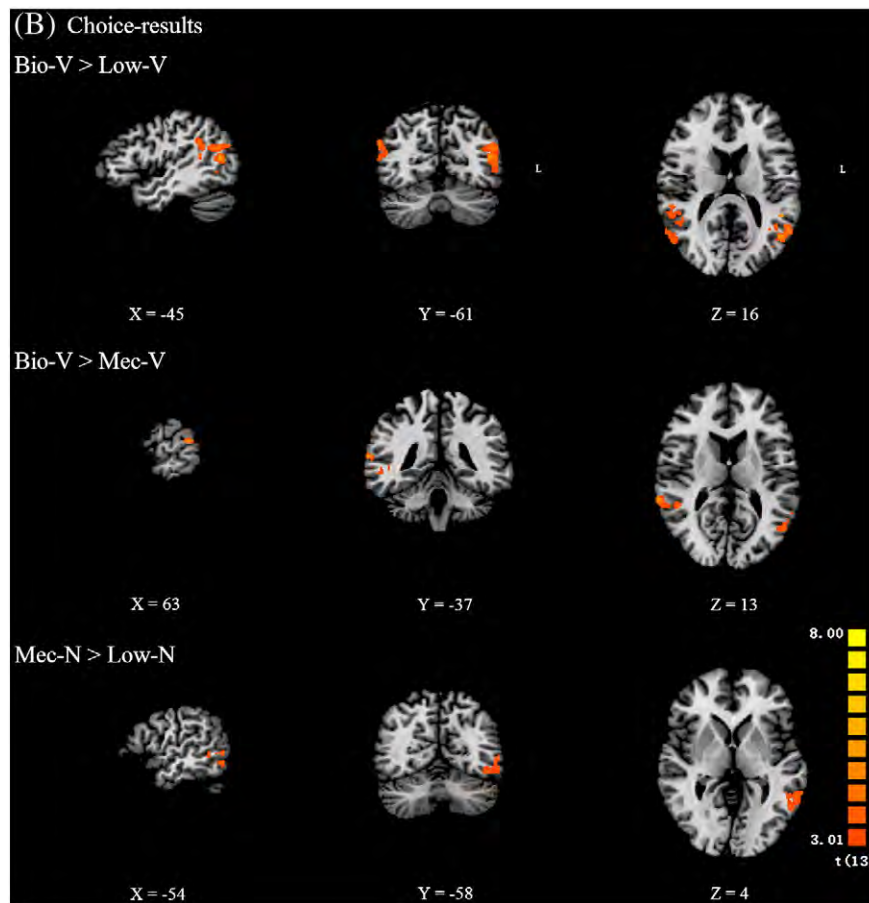 (B) Choice-results
Bio-V > Low-V
L
L
X = -45 Y = -61 Z = 16
Bio-V > Mec-V
X = 63 Y = -37 Z = 13
8.00
Mec-N > Low-N
3.01
t(13
X = -54 Y = -58 Z = 4